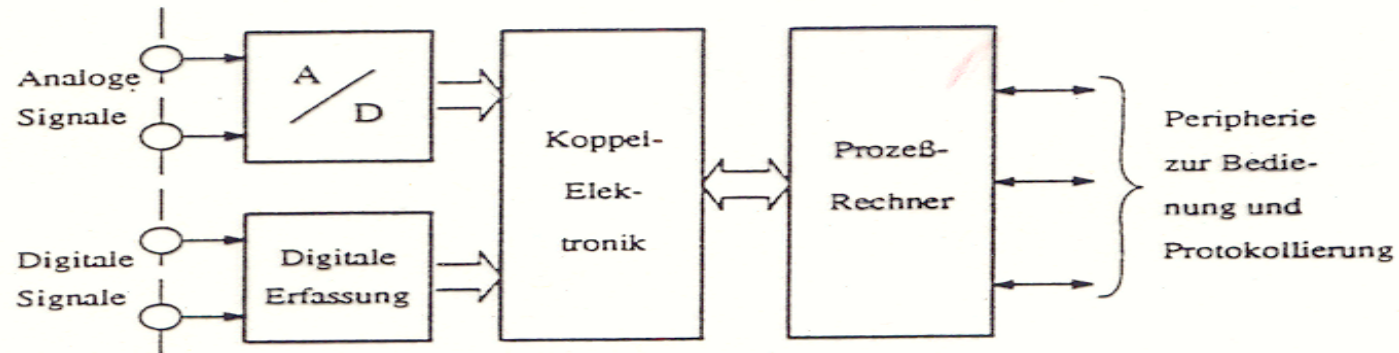 Analoge
Signale
A
D
Digitale
Signale
Digitale
Erfassung
Koppel-
Elek-
tronik
Prozeß-
Rechner
Peripherie
zur Bedie-
nung und
Protokollierung